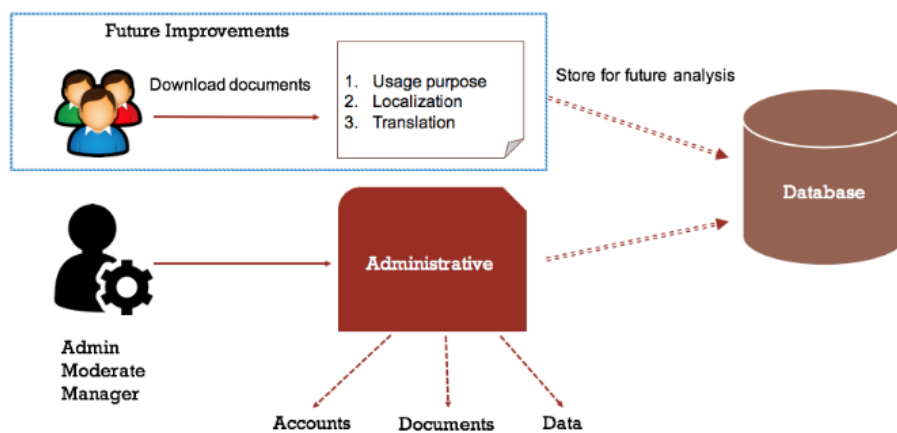 Future Improvements
Download documents
1. Usage purpose
2. Localization
3. Translation
Store for future analysis
Database
Administrative
Admin
Moderate
Manager
Accounts
Documents
Data